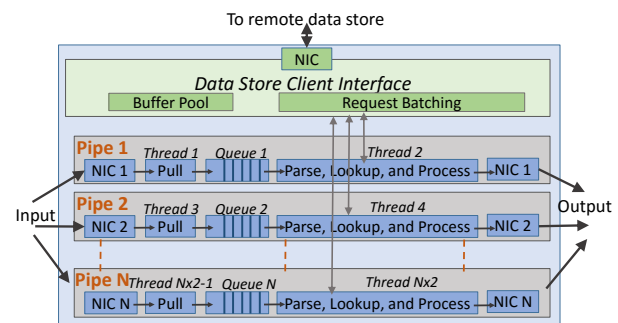 To remote data store
NIC
Data Store Client Interface
Buffer Pool Request Batching
Pipe 1
Thread 1 Queue 1 Thread 2
NIC 1 Pull Parse, Lookup, and Process NIC 1
Input
Output
Pipe 2
Thread 3 Queue 2 Thread 4
NIC 2 Pull Parse, Lookup, and Process NIC 2
Pipe N
Thread Nx2-1 Queue N Thread Nx2
NIC N Pull Parse, Lookup, and Process NIC N